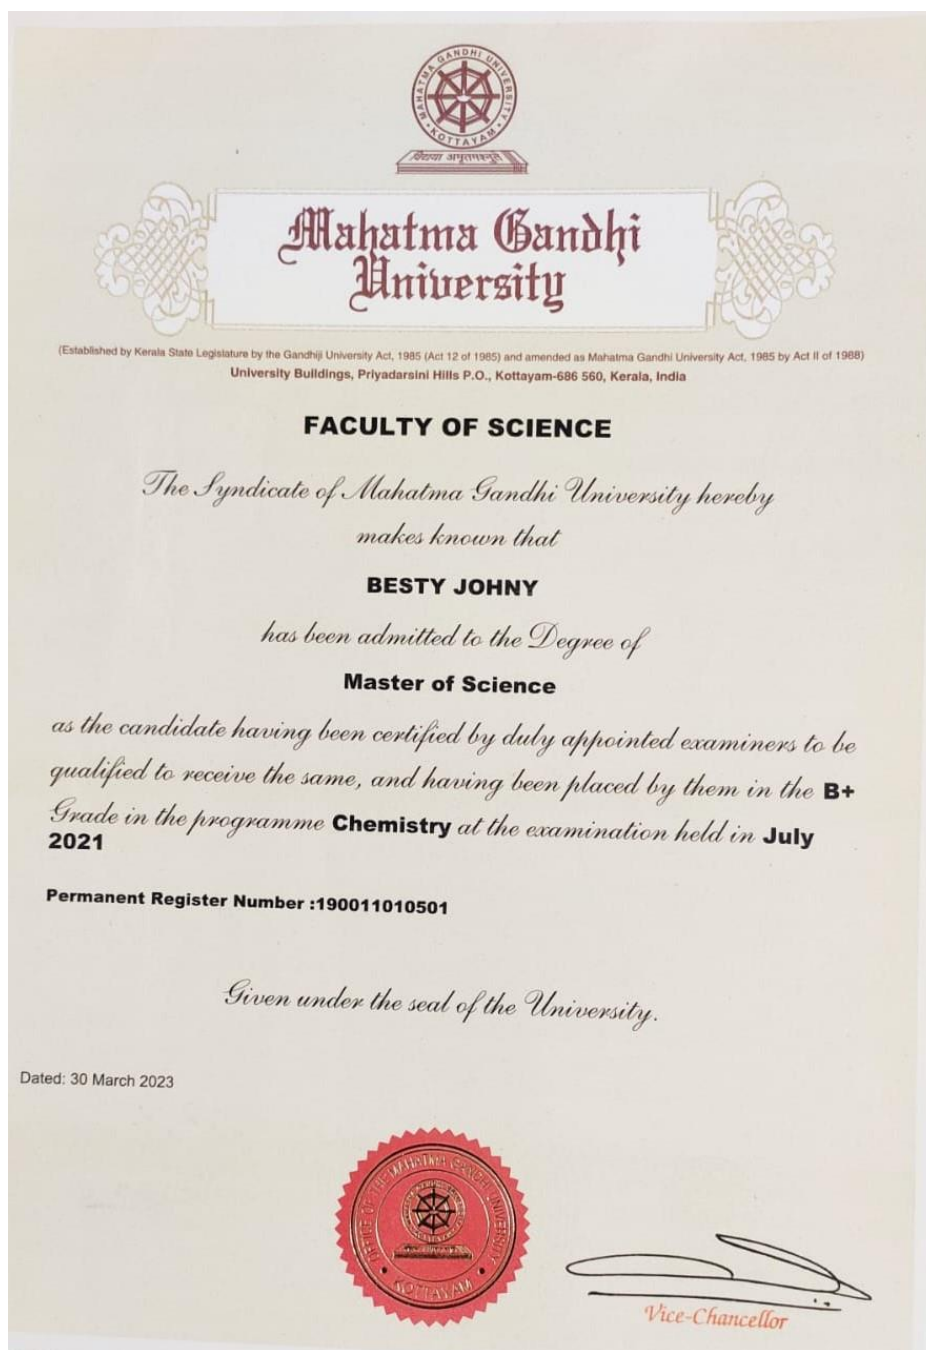 MAHATMA GANDHI UNIVERSITY
KOTTAYAM
विद्यया अमृतमश्नुते
Mahatma Gandhi
University
(Established by Kerala State Legislature by the Gandhiji University Act, 1985 (Act 12 of 1985) and amended as Mahatma Gandhi University Act, 1985 by Act II of 1988)
University Buildings, Priyadarsini Hills P.O., Kottayam-686 560, Kerala, India
FACULTY OF SCIENCE
The Syndicate of Mahatma Gandhi University hereby
makes known that
BESTY JOHNY
has been admitted to the Degree of
Master of Science
as the candidate having been certified by duly appointed examiners to be
qualified to receive the same, and having been placed by them in the B+
Grade in the programme Chemistry at the examination held in July
2021
Permanent Register Number :190011010501
Given under the seal of the University.
Dated: 30 March 2023
OFFICE OF THE MAHATMA GANDHI UNIVERSITY
KOTTAYAM
Vice-Chancellor